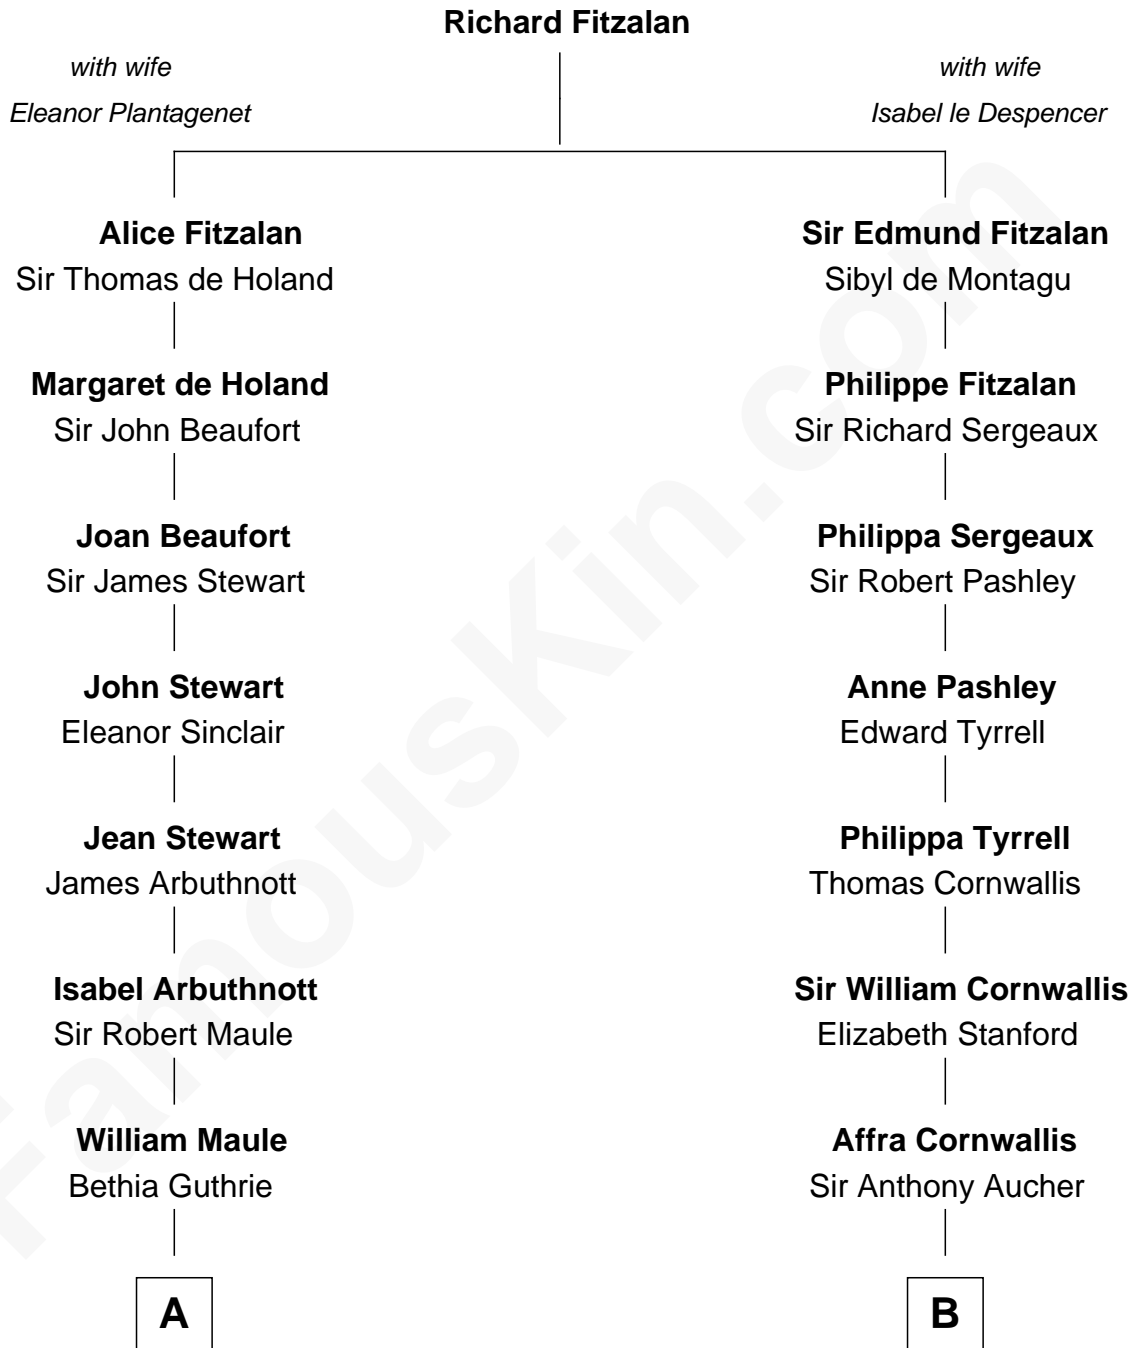 Richard Fitzalan
with wife
Eleanor Plantagenet
with wife
Isabel le Despencer
Alice Fitzalan
Sir Thomas de Holand
Sir Edmund Fitzalan
Sibyl de Montagu
Margaret de Holand
Sir John Beaufort
Philippe Fitzalan
Sir Richard Sergeaux
Joan Beaufort
Sir James Stewart
Philippa Sergeaux
Sir Robert Pashley
John Stewart
Eleanor Sinclair
Anne Pashley
Edward Tyrrell
Jean Stewart
James Arbuthnott
Philippa Tyrrell
Thomas Cornwallis
Isabel Arbuthnott
Sir Robert Maule
Sir William Cornwallis
Elizabeth Stanford
William Maule
Bethia Guthrie
Affra Cornwallis
Sir Anthony Aucher
A
B
FamousKin.com